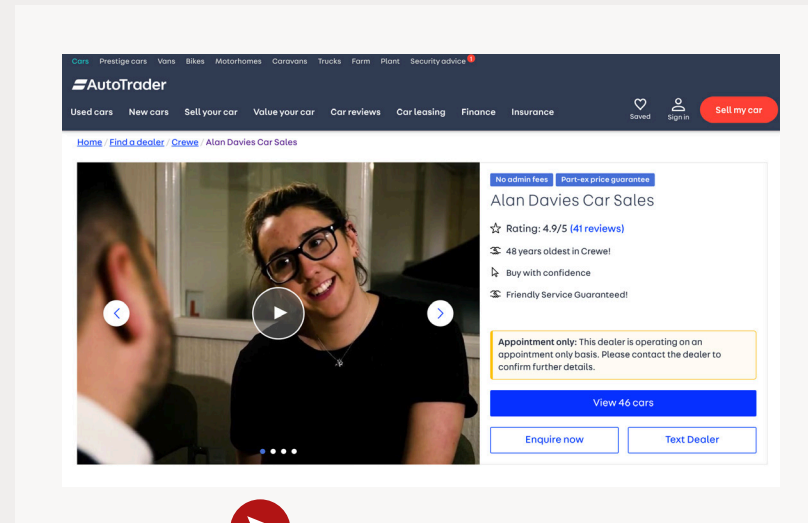 Cars Prestige cars Vans Bikes Motorhomes Caravans Trucks Farm Plant Security advice 1
AutoTrader
Used cars New cars Sell your car Value your car Car reviews Car leasing Finance Insurance Saved Sign in Sell my car
Home / Find a dealer / Crewe / Alan Davies Car Sales
No admin fees Part-ex price guarantee
Alan Davies Car Sales
Rating: 4.9/5 (41 reviews)
48 years oldest in Crewe!
Buy with confidence
Friendly Service Guaranteed!
Appointment only: This dealer is operating on an
appointment only basis. Please contact the dealer to
confirm further details.
View 46 cars
Enquire now Text Dealer